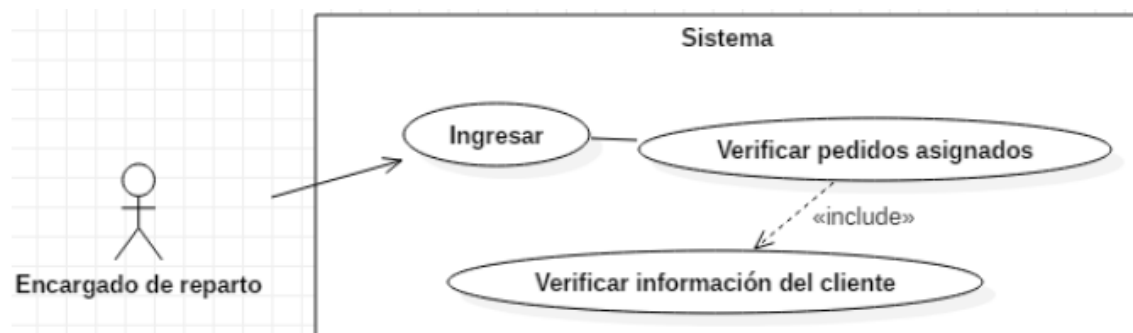 Sistema
Ingresar
Verificar pedidos asignados
«include»
Encargado de reparto
Verificar información del cliente